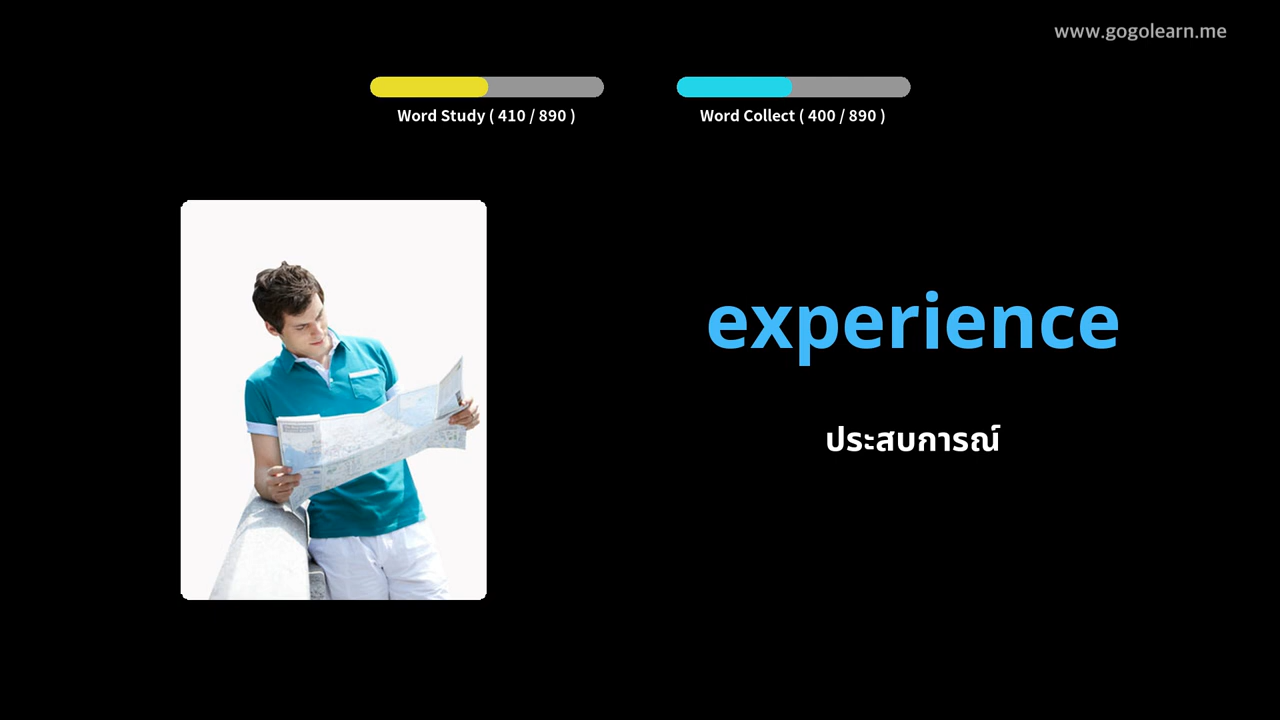 www.gogolearn.me
Word Study ( 410 / 890 )
Word Collect ( 400 / 890 )
experience
ประสบการณ์